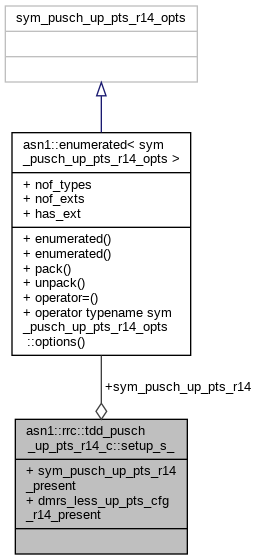 sym_pusch_up_pts_r14_opts
asn1::enumerated< sym
_pusch_up_pts_r14_opts >
+ nof_types
+ nof_exts
+ has_ext
+ enumerated()
+ enumerated()
+ pack()
+ unpack()
+ operator=()
+ operator typename sym
_pusch_up_pts_r14_opts
::options()
+sym_pusch_up_pts_r14
asn1::rrc::tdd_pusch
_up_pts_r14_c::setup_s_
+ sym_pusch_up_pts_r14
_present
+ dmrs_less_up_pts_cfg
_r14_present